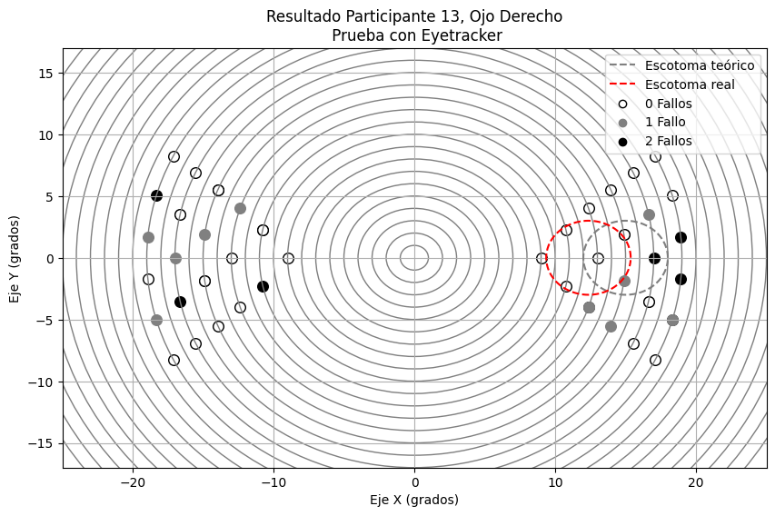 Resultado Participante 13, Ojo Derecho
Prueba con Eyetracker
Escotoma teórico
Escotoma real
0 Fallos
1 Fallo
2 Fallos
Eje Y (grados)
15
10
5
0
−5
−10
−15
−20
−10
0
10
20
Eje X (grados)